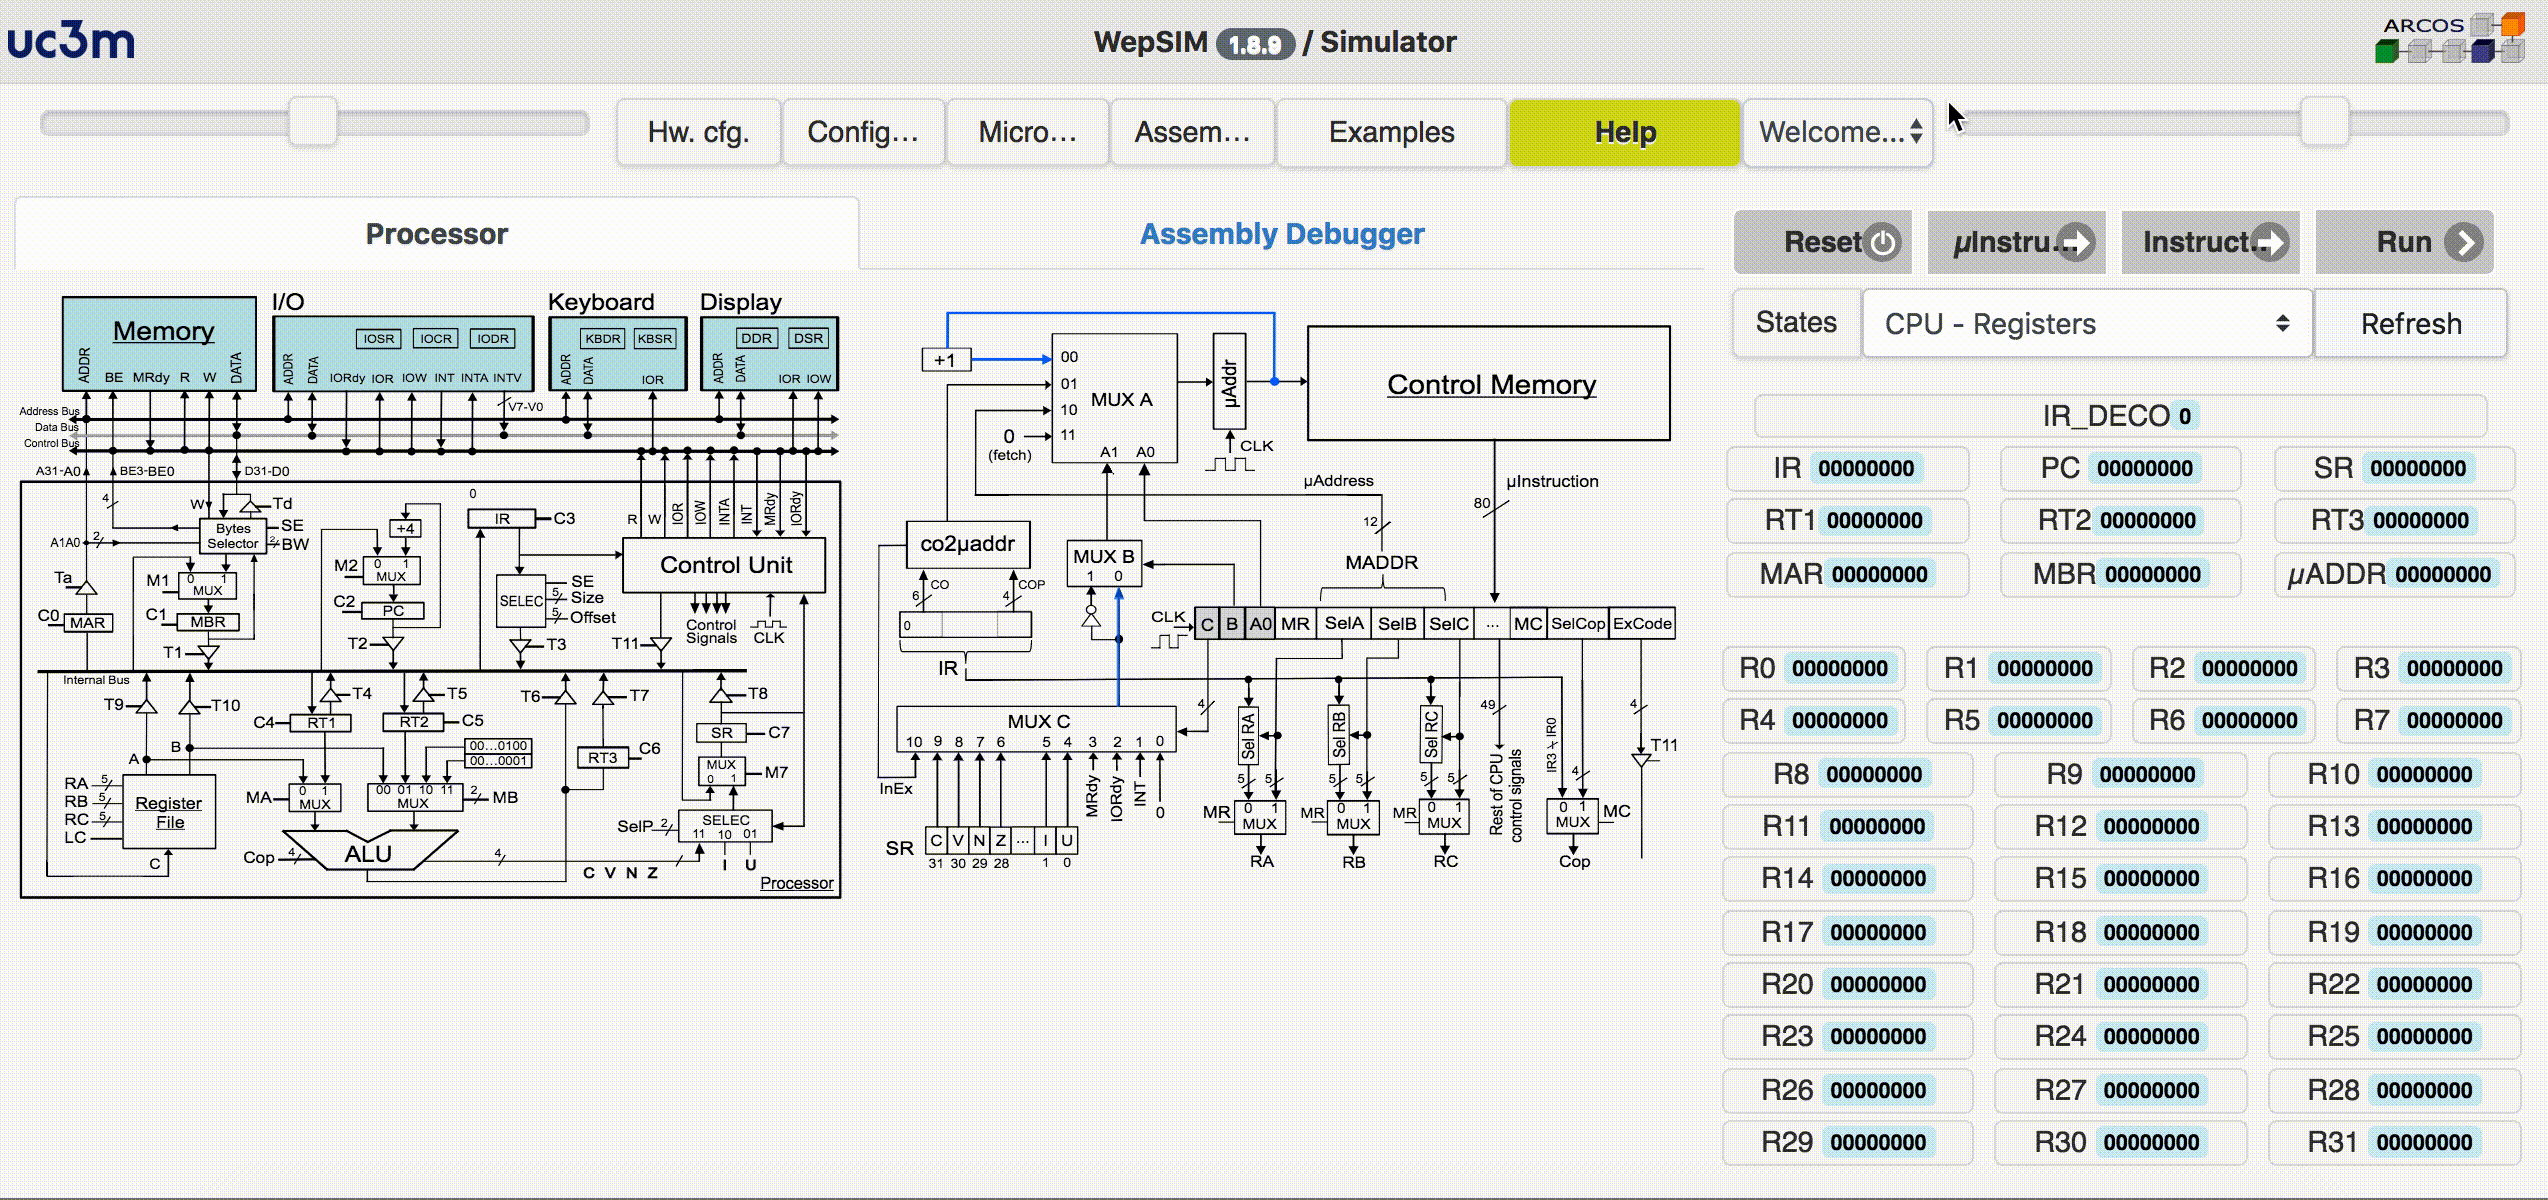 uc3m
WepSIM 1.8.9 / Simulator
ARCOS
Hw. cfg.
Config...
Micro...
Assem...
Examples
Help
Welcome...
Processor
Assembly Debugger
Reset
µInstru...
Instruct...
Run
States
CPU - Registers
Refresh
Memory
ADDR BE MRdy R W DATA
I/O
IOSR IOCR IODR
ADDR DATA IORdy IOR IOW INT INTA INTV
Keyboard
KBDR KBSR
ADDR DATA IOR
Display
DDR DSR
ADDR DATA IOR IOW
V7-V0
Address Bus
Data Bus
Control Bus
A31-A0 BE3-BE0 D31-D0
4 W Td
Bytes Selector SE BW 2
A1A0 2
Ta
C0 MAR
M1 0 1 MUX
C1 MBR
T1
+4
M2 0 1 MUX
C2 PC
T2
0
IR C3
SELEC SE
5 Size
5 Offset
T3
R W IOR IOW INTA INT MRdy IORdy
Control Unit
T11
Control Signals
CLK
Internal Bus
T9 T10
T4 T5
T6 T7 T8
C4 RT1
RT2 C5
SR C7
C6 RT3
00...0100
00...0001
A B
RA 5
RB 5
RC 5
LC
Register File
C
MA 0 1 MUX
00 01 10 11 MUX 2 MB
MUX 0 1 M7
SelP 2 SELEC 11 10 01
Cop 4 ALU 4
C V N Z I U
Processor
+1
00
01
10
11
MUX A
A1 A0
0
(fetch)
µAddr
CLK
Control Memory
µAddress
µInstruction
80
12
co2µaddr
MUX B
1 0
MADDR
CO COP
6 4
0
IR
CLK
C B A0 MR SelA SelB SelC ... MC SelCop ExCode
MUX C
10 9 8 7 6 5 4 3 2 1 0
4
InEx
MRdy IORdy INT 0
SR C V N Z ... I U
31 30 29 28 1 0
Sel RA Sel RB Sel RC
5 5 5 5 5 5
49
Rest of CPU control signals
IR3 - IR0
4
4
T11
MR 0 1 MUX
MR 0 1 MUX
MR 0 1 MUX
0 1 MUX MC
RA RB RC Cop
IR_DECO 0
IR 00000000 PC 00000000 SR 00000000
RT1 00000000 RT2 00000000 RT3 00000000
MAR 00000000 MBR 00000000 µADDR 00000000
R0 00000000 R1 00000000 R2 00000000 R3 00000000
R4 00000000 R5 00000000 R6 00000000 R7 00000000
R8 00000000 R9 00000000 R10 00000000
R11 00000000 R12 00000000 R13 00000000
R14 00000000 R15 00000000 R16 00000000
R17 00000000 R18 00000000 R19 00000000
R20 00000000 R21 00000000 R22 00000000
R23 00000000 R24 00000000 R25 00000000
R26 00000000 R27 00000000 R28 00000000
R29 00000000 R30 00000000 R31 00000000